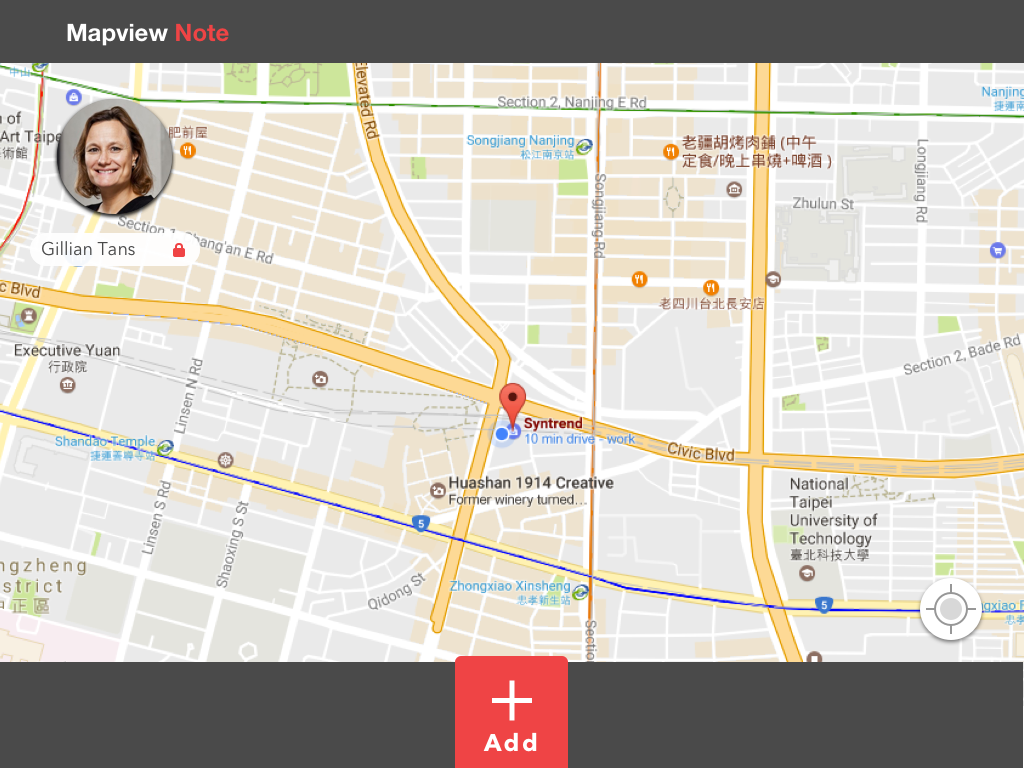 Mapview Note
中山
Elevated Rd
Section 2, Nanjing E Rd
Nanjing
捷運南
n of
Art Taipe
術館
肥前屋
Songjiang Nanjing
松江南京站
老疆胡烤肉鋪 (中午
定食/晚上串燒+啤酒 )
Longjiang Rd
Songjiang Rd
Zhulun St
Section 1, Chang'an E Rd
Gillian Tans
c Blvd
老四川台北長安店
Executive Yuan
行政院
Section 2, Bade Rd
Linsen N Rd
Syntrend
10 min drive - work
Shandao Temple
捷運善導寺站
Civic Blvd
Huashan 1914 Creative
Former winery turned...
National
Taipei
University of
Technology
臺北科技大學
Linsen S Rd
Shaoxing S St
5
ngzheng
strict
中正區
Qidong St
Zhongxiao Xinsheng
忠孝新生站
5
ngxiao F
忠孝
Section
Add